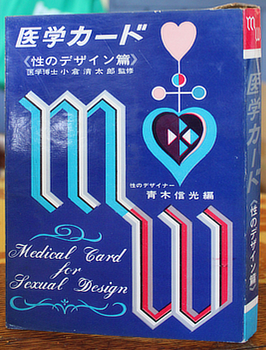 医学カード
《性のデザイン篇》
医学博士 小倉清太郎 監修
性のデザイナー
青木信光編
m
W
Medical Card
for
Sexual Design
m
W
医学カード
《性のデザイン篇》